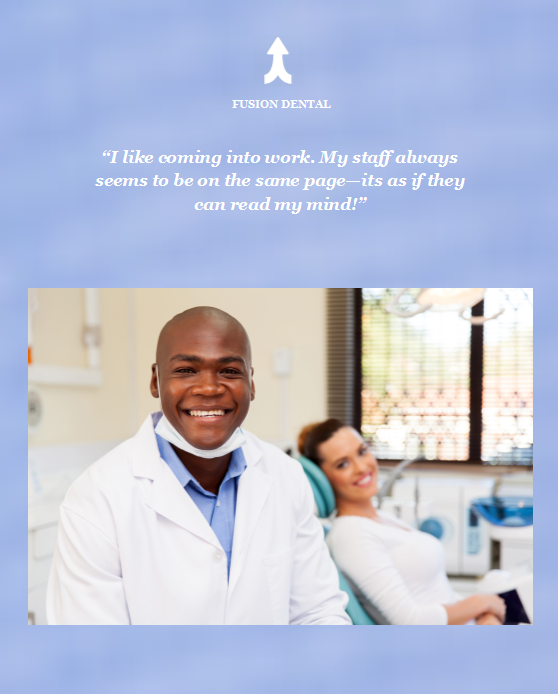 FUSION DENTAL
“I like coming into work. My staff always
seems to be on the same page—its as if they
can read my mind!”